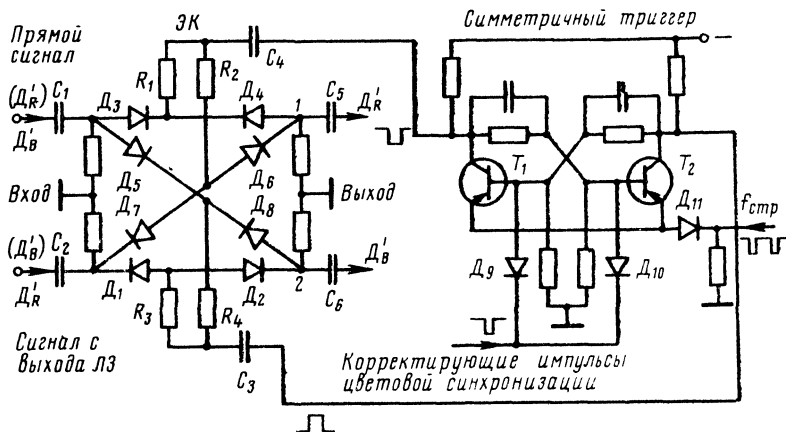 ЭК
Симметричный триггер
Прямой
сигнал
C4
R1
R2
—
(Д'R)
C1
Д3
Д4
1
C5
Д'R
Д'B
Д5
Д6
T1
T2
Вход
Выход
Д7
Д8
Д11
fстр
(Д'B)
C2
Д'R
Д1
Д2
2
C6
Д'B
Д9
Д10
R3
R4
Сигнал с
выхода ЛЗ
C3
Корректирующие импульсы
цветовой синхронизации